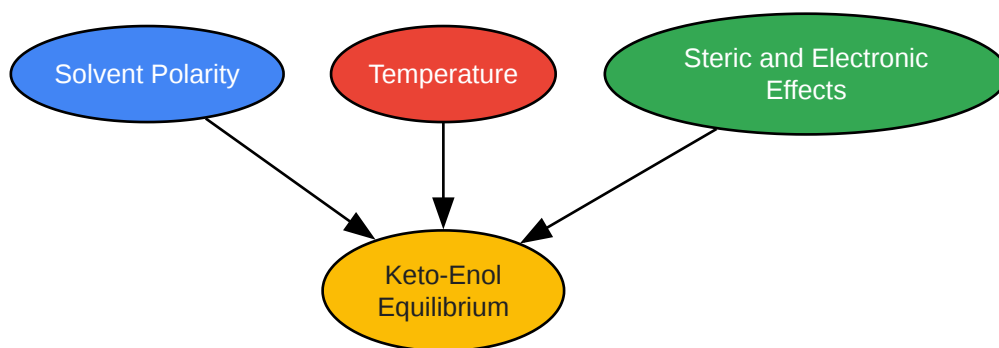 Solvent Polarity
Temperature
Steric and Electronic
Effects
Keto-Enol
Equilibrium